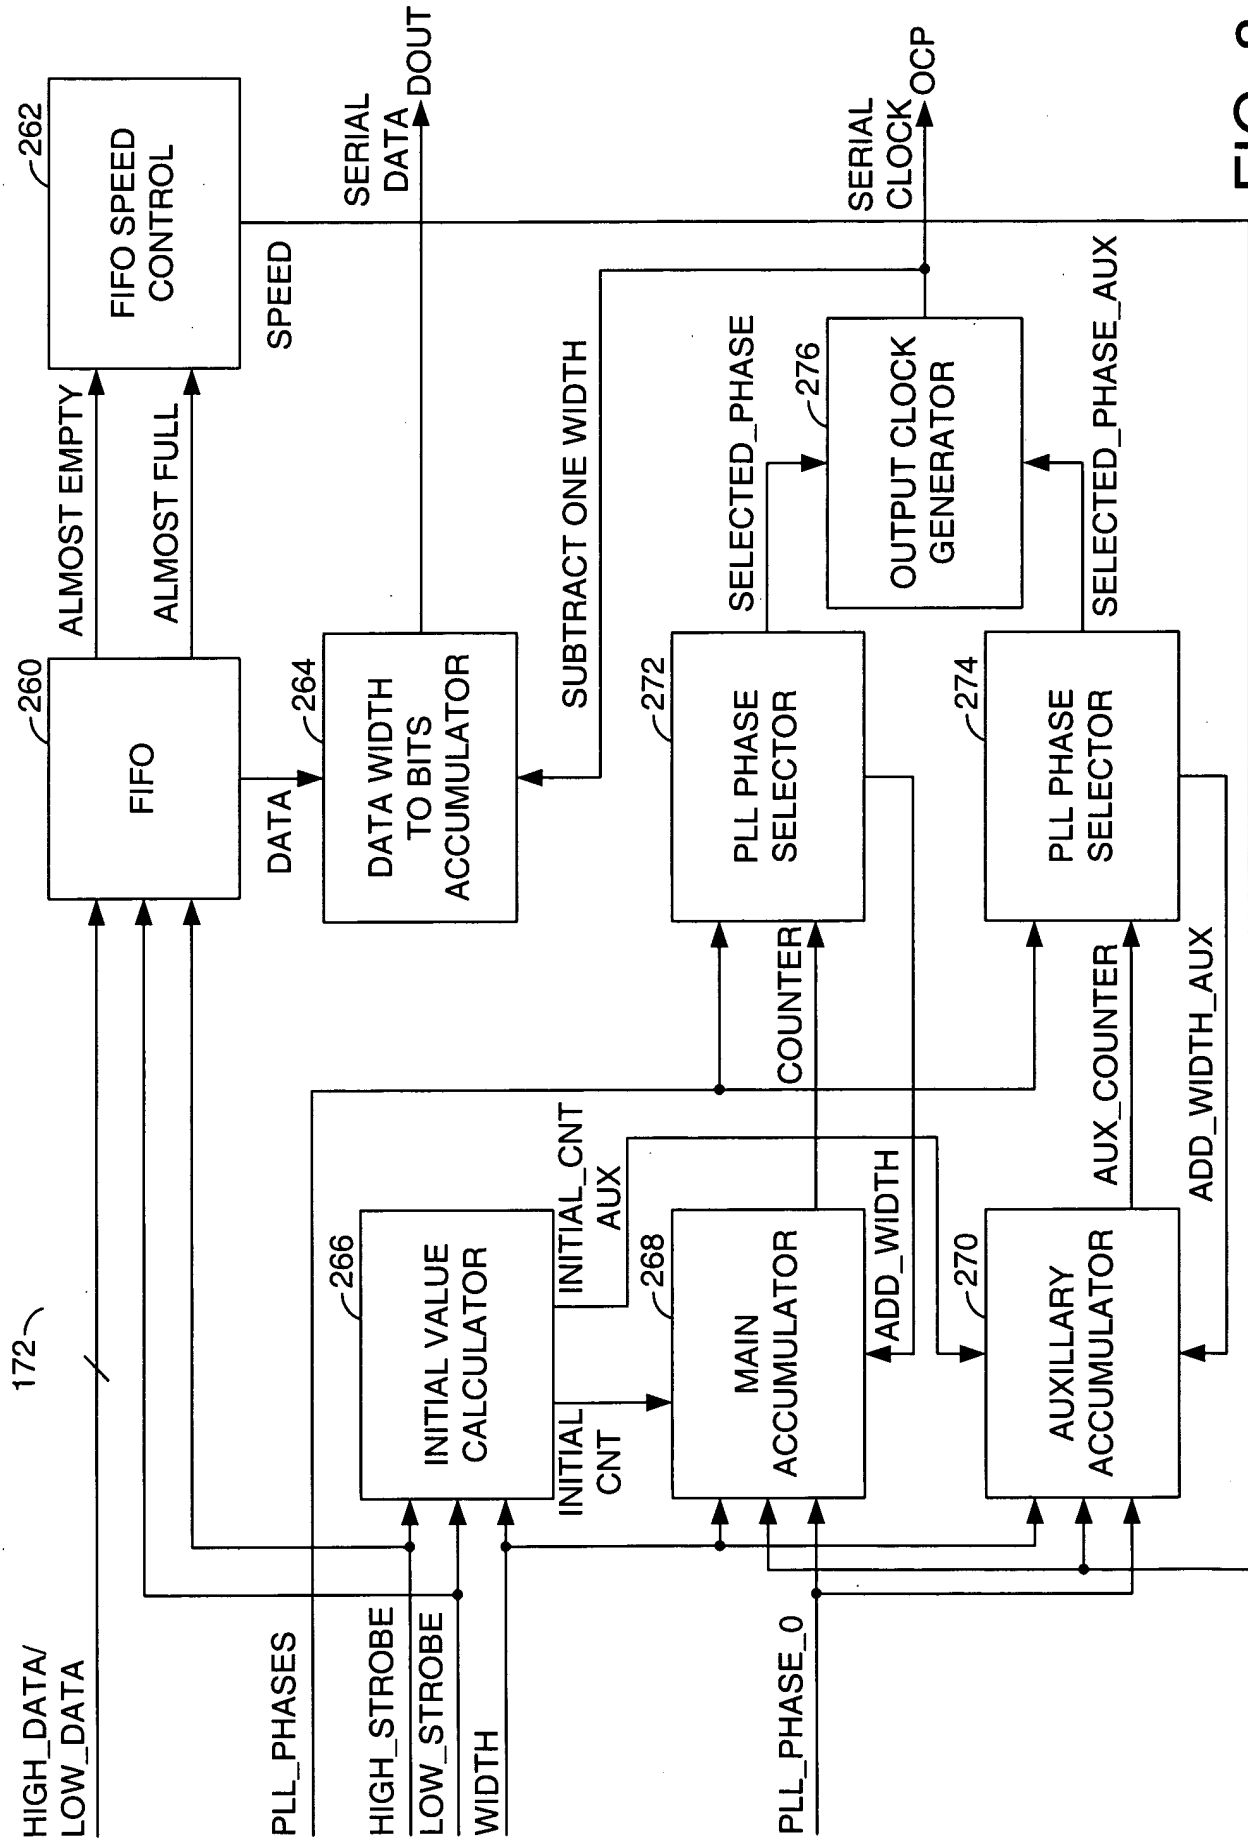 172
HIGH_DATA/
LOW_DATA
PLL_PHASES
HIGH_STROBE
LOW_STROBE
WIDTH
PLL_PHASE_0
260
FIFO
ALMOST EMPTY
ALMOST FULL
262
FIFO SPEED
CONTROL
SPEED
DATA
264
DATA WIDTH
TO BITS
ACCUMULATOR
SERIAL
DATA
DOUT
SUBTRACT ONE WIDTH
266
INITIAL VALUE
CALCULATOR
INITIAL
CNT
INITIAL_CNT
AUX
268
MAIN
ACCUMULATOR
COUNTER
ADD_WIDTH
272
PLL PHASE
SELECTOR
SELECTED_PHASE
276
OUTPUT CLOCK
GENERATOR
SERIAL
CLOCK
OCP
270
AUXILLARY
ACCUMULATOR
AUX_COUNTER
ADD_WIDTH_AUX
274
PLL PHASE
SELECTOR
SELECTED_PHASE_AUX
FIG.